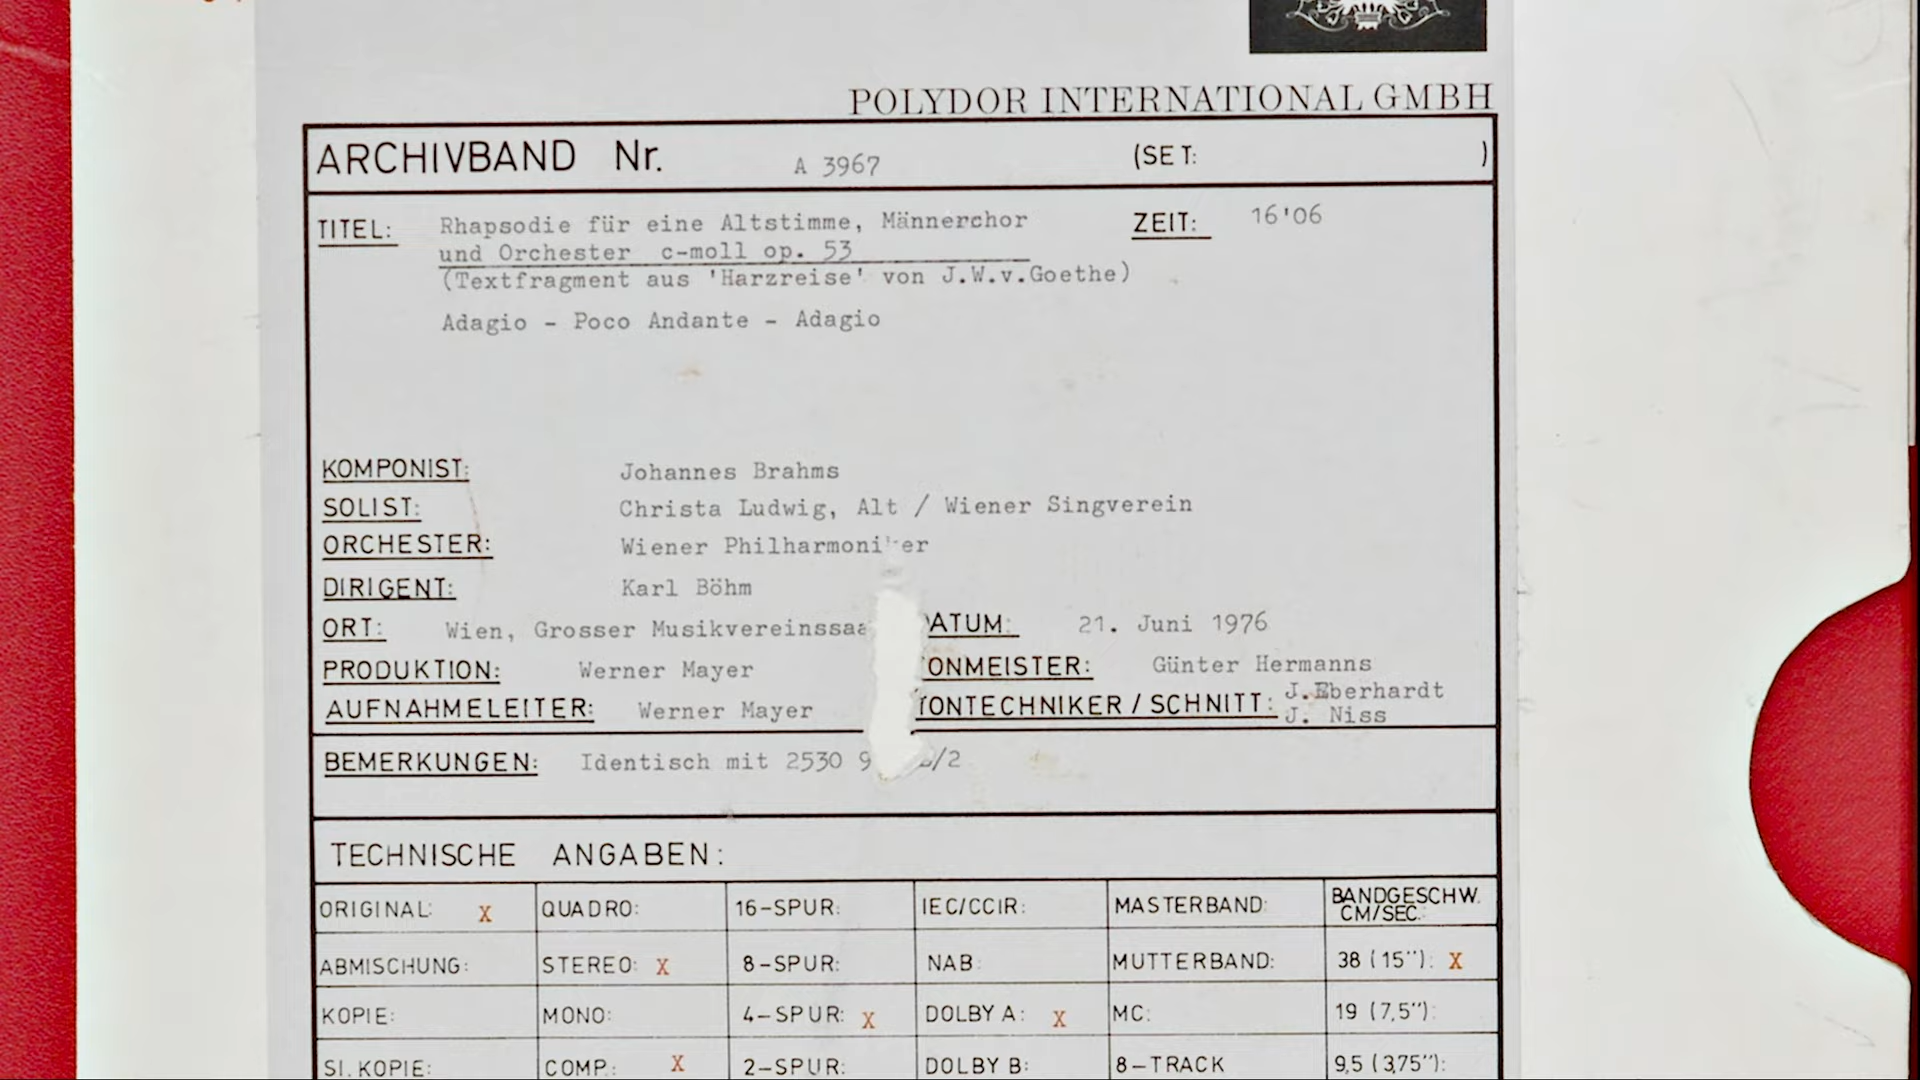 POLYDOR INTERNATIONAL GMBH
ARCHIVBAND Nr. A 3967 (SET: )
TITEL: Rhapsodie für eine Altstimme, Männerchor ZEIT: 16'06
und Orchester c-moll op. 53
(Textfragment aus 'Harzreise' von J.W.v.Goethe)
Adagio - Poco Andante - Adagio
KOMPONIST: Johannes Brahms
SOLIST: Christa Ludwig, Alt / Wiener Singverein
ORCHESTER: Wiener
DIRIGENT: Karl Böhm
ORT: Wien, Grosser Musikvereinssaa ATUM: 21. Juni 1976
PRODUKTION: Werner Mayer ONMEISTER: Günter Hermanns
AUFNAHMELEITER: Werner Mayer TONTECHNIKER / SCHNITT: J.Eberhardt
J. Niss
BEMERKUNGEN: Identisch mit 2530 9 /2
TECHNISCHE ANGABEN:
ORIGINAL: X QUADRO: 16-SPUR: IEC/CCIR: MASTERBAND: BANDGESCHW.
CM/SEC.
ABMISCHUNG: STEREO: X 8-SPUR: NAB: MUTTERBAND: 38 (15"): X
KOPIE: MONO: 4-SPUR: X DOLBY A: X MC: 19 (7,5"):
SI.KOPIE: COMP.: X 2-SPUR: DOLBY B: 8-TRACK 9,5 (3,75"):